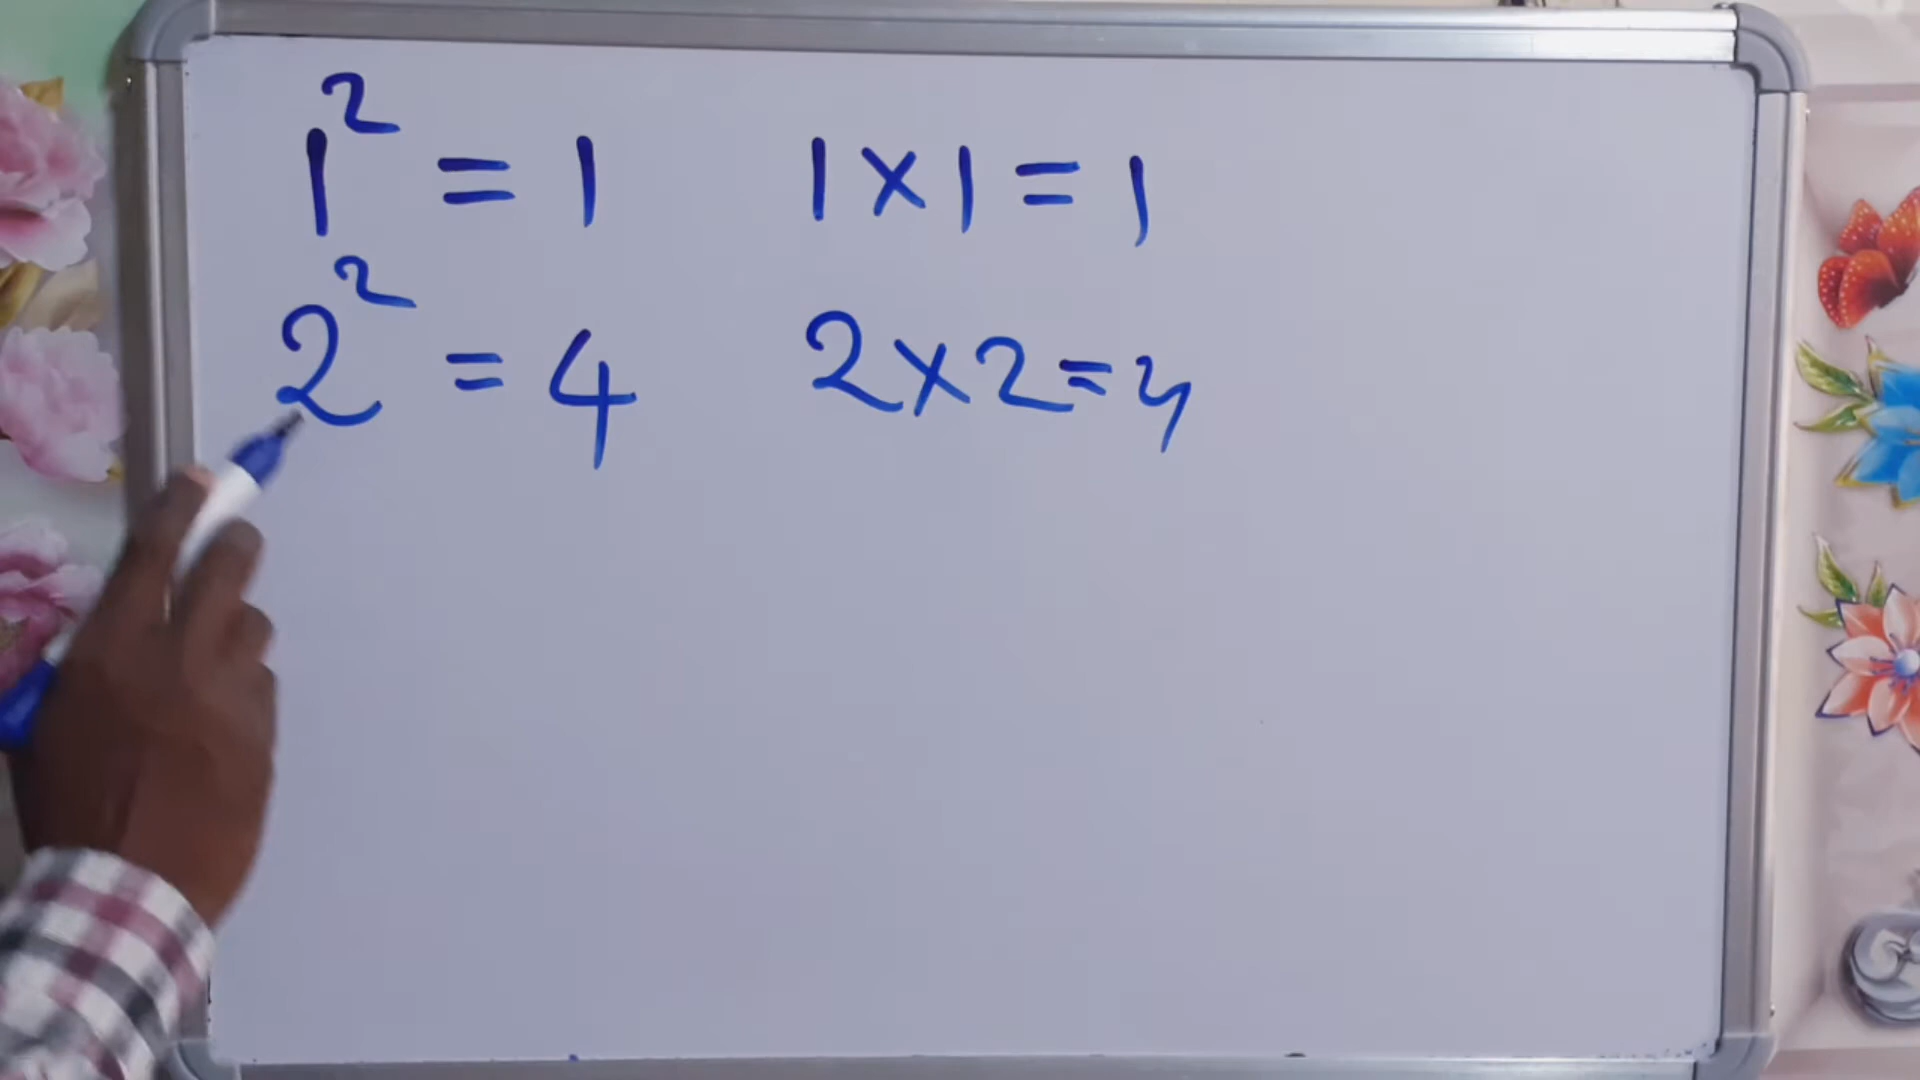 1² = 1 1×1=1
2² = 4 2×2=4